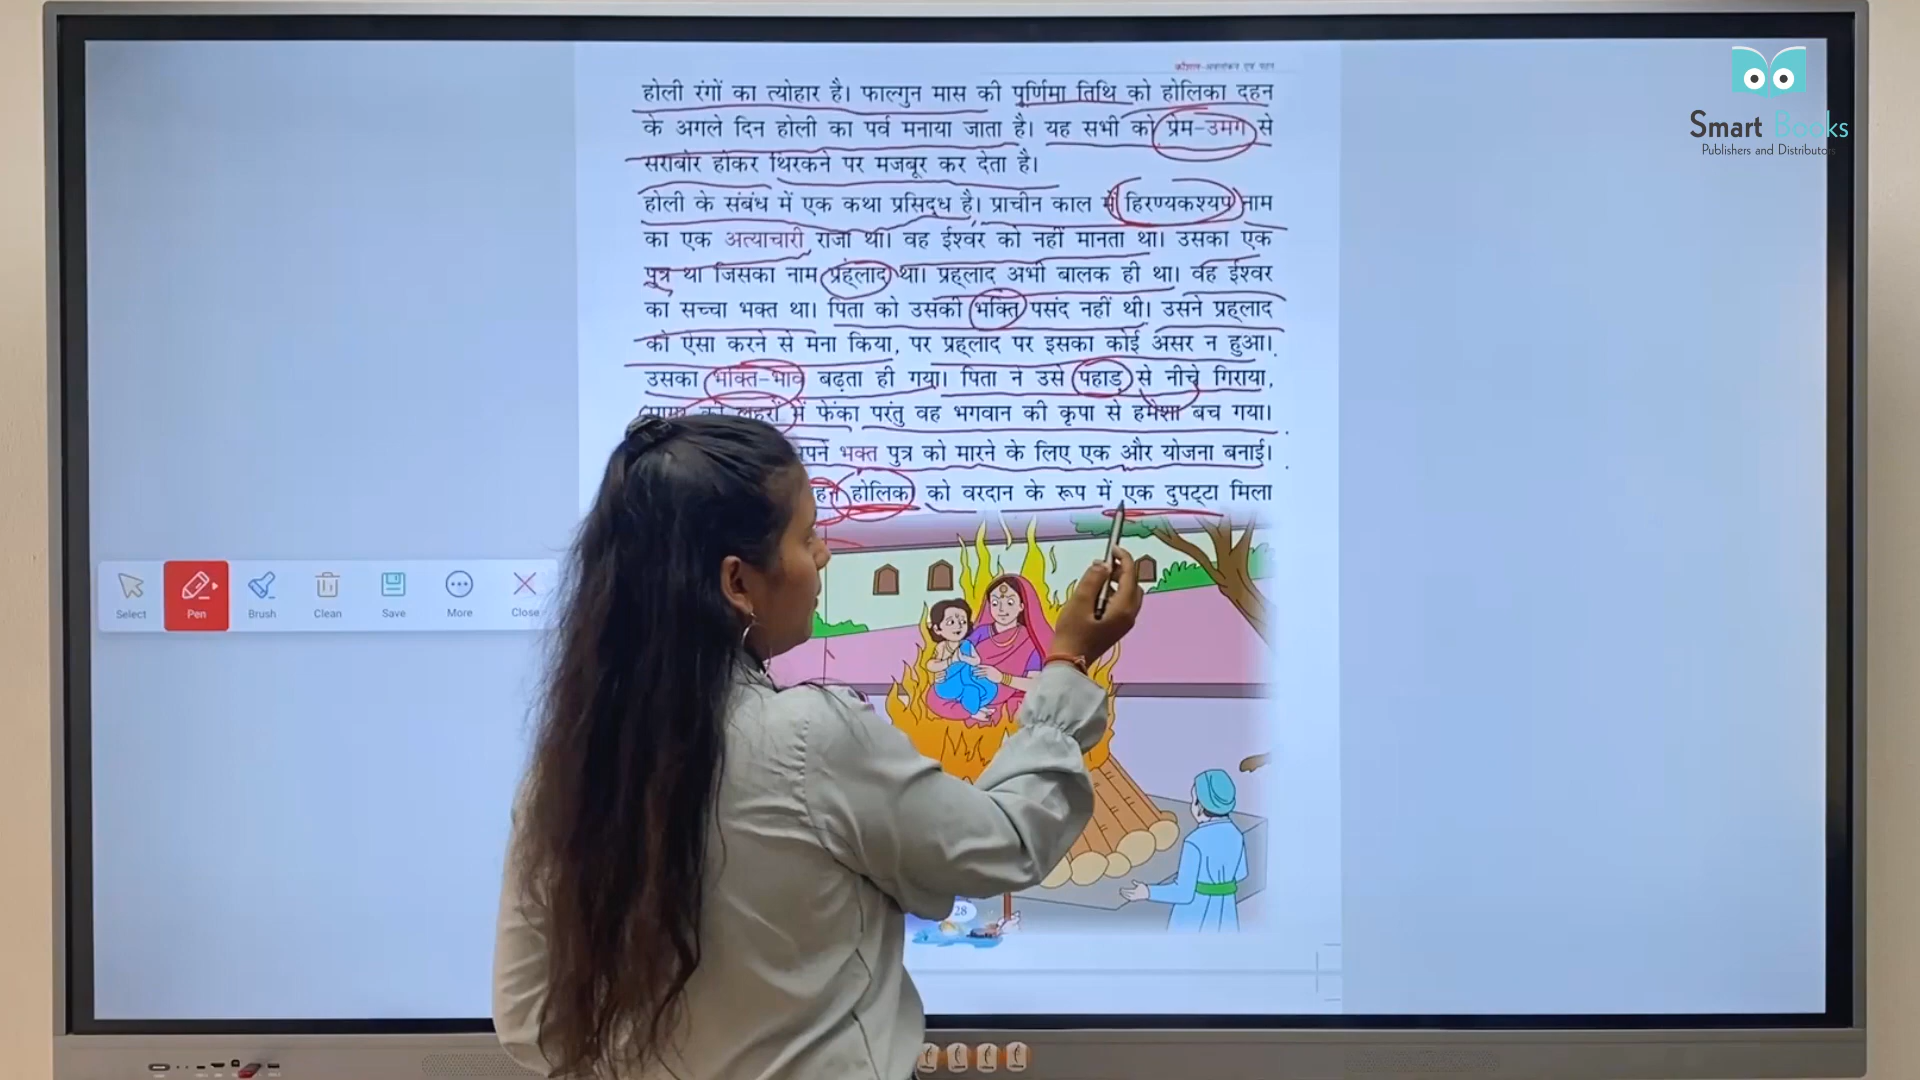 होली रंगों का त्योहार है। फाल्गुन मास की पूर्णिमा तिथि को होलिका दहन
के अगले दिन होली का पर्व मनाया जाता है। यह सभी को प्रेम-उमंग से
सराबोर होकर थिरकने पर मजबूर कर देता है।
होली के संबंध में एक कथा प्रसिद्ध है। प्राचीन काल में हिरण्यकश्यप नाम
का एक अत्याचारी राजा था। वह ईश्वर को नहीं मानता था। उसका एक
पुत्र था जिसका नाम प्रह्लाद था। प्रह्लाद अभी बालक ही था। वह ईश्वर
का सच्चा भक्त था। पिता को उसकी भक्ति पसंद नहीं थी। उसने प्रह्लाद
को ऐसा करने से मना किया, पर प्रह्लाद पर इसका कोई असर न हुआ।
उसका भक्ति-भाव बढ़ता ही गया। पिता ने उसे पहाड़ से नीचे गिराया,
की लहरों में फेंका परंतु वह भगवान की कृपा से हमेशा बच गया।
भक्त पुत्र को मारने के लिए एक और योजना बनाई।
होलिका को वरदान के रूप में एक दुपट्टा मिला
Smart Books
Publishers and Distributors
Select
Pen
Brush
Clean
Save
More
Close
28